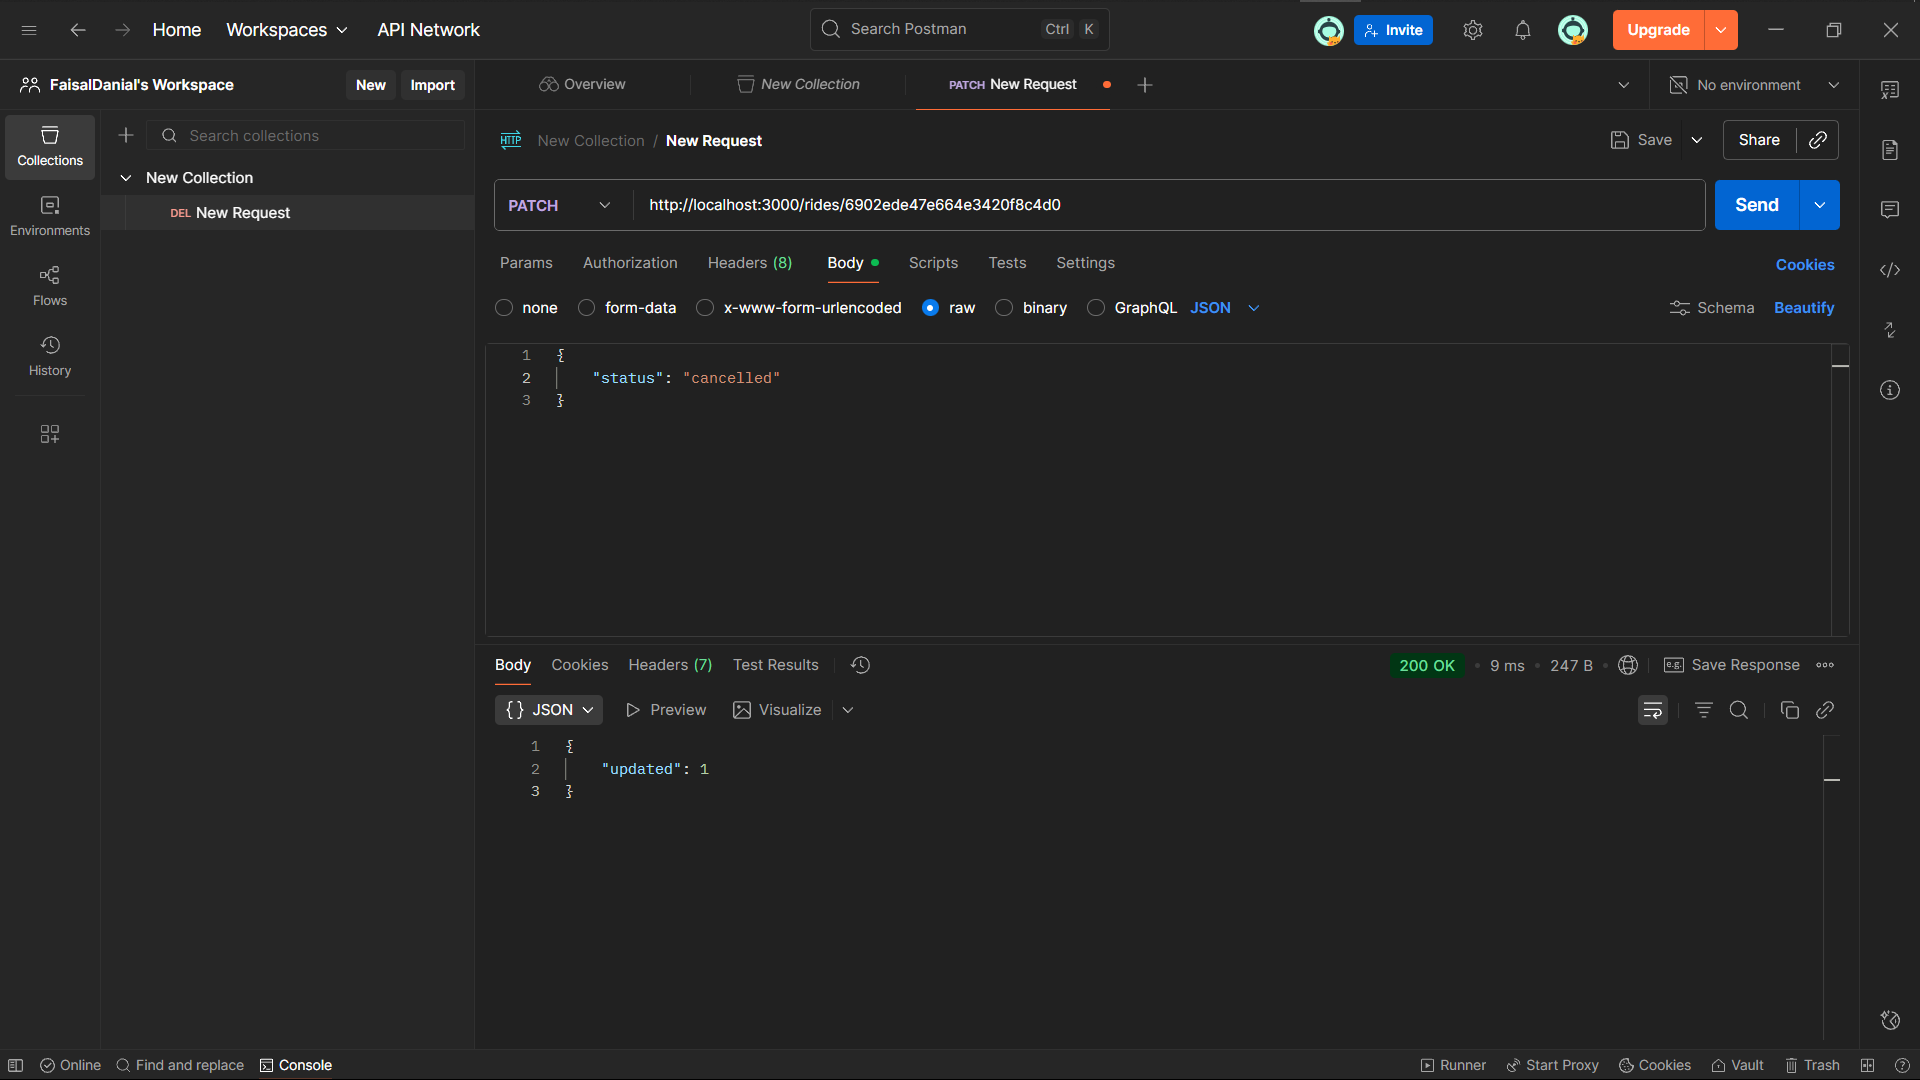 Home
Workspaces
API Network
Search Postman
Ctrl K
Invite
Upgrade
FaisalDanial's Workspace
New
Import
Overview
New Collection
PATCH New Request
No environment
Collections
Environments
Flows
History
Search collections
New Collection
DEL New Request
HTTP
New Collection / New Request
Save
Share
PATCH
http://localhost:3000/rides/6902ede47e664e3420f8c4d0
Send
Params
Authorization
Headers (8)
Body
Scripts
Tests
Settings
Cookies
none
form-data
x-www-form-urlencoded
raw
binary
GraphQL
JSON
Schema
Beautify
1 {
2 "status": "cancelled"
3 }
Body
Cookies
Headers (7)
Test Results
200 OK
9 ms
247 B
e.g.
Save Response
{} JSON
Preview
Visualize
1 {
2 "updated": 1
3 }
Online
Find and replace
Console
Runner
Start Proxy
Cookies
Vault
Trash